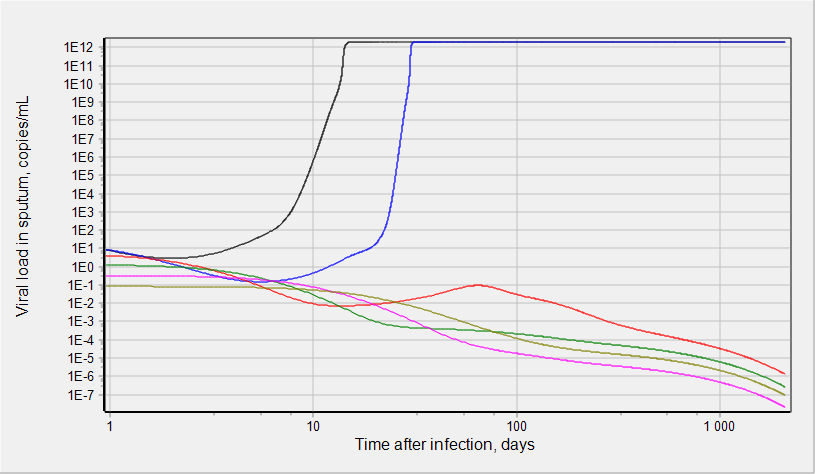 Viral load in sputum, copies/mL
1E12
1E11
1E10
1E9
1E8
1E7
1E6
1E5
1E4
1E3
1E2
1E1
1E0
1E-1
1E-2
1E-3
1E-4
1E-5
1E-6
1E-7
1 10 100 1 000
Time after infection, days